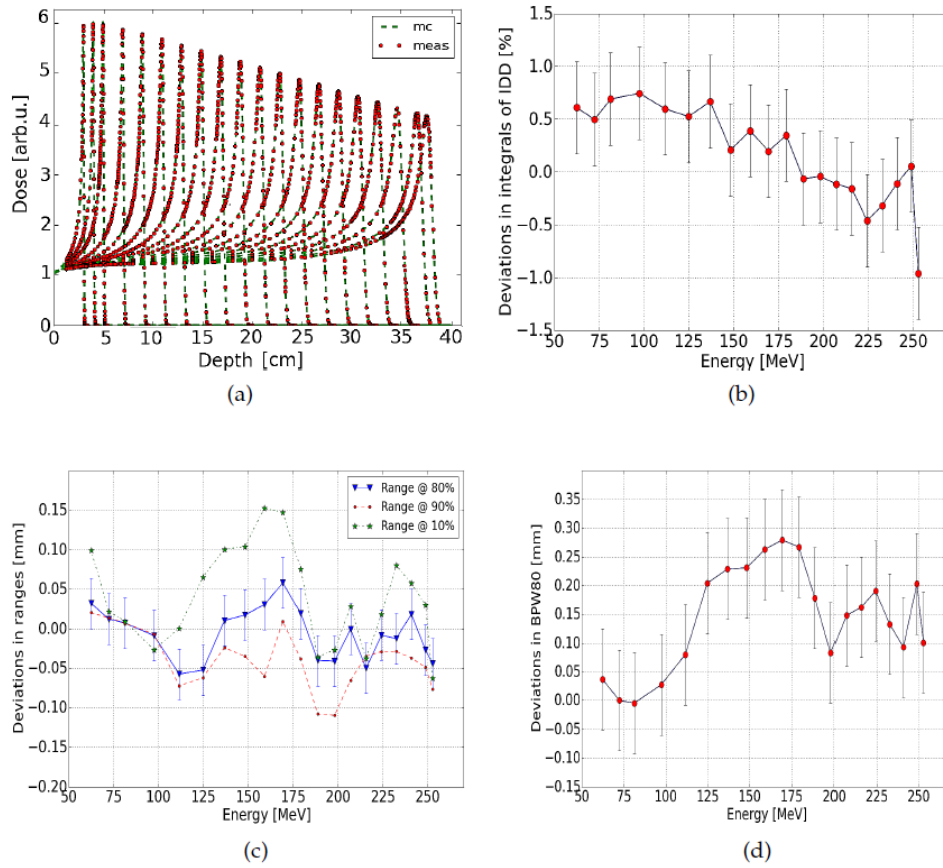 mc
meas
Dose [arb.u.]
6
5
4
3
2
1
0
0 5 10 15 20 25 30 35 40
Depth [cm]
(a)
Deviations in integrals of IDD [%]
1.5
1.0
0.5
0.0
−0.5
−1.0
−1.5
50 75 100 125 150 175 200 225 250
Energy [MeV]
(b)
Range @ 80%
Range @ 90%
Range @ 10%
Deviations in ranges [mm]
0.15
0.10
0.05
0.00
−0.05
−0.10
−0.15
−0.20
50 75 100 125 150 175 200 225 250
Energy [MeV]
(c)
Deviations in BPW80 [mm]
0.35
0.30
0.25
0.20
0.15
0.10
0.05
0.00
−0.05
−0.10
−0.15
50 75 100 125 150 175 200 225 250
Energy [MeV]
(d)